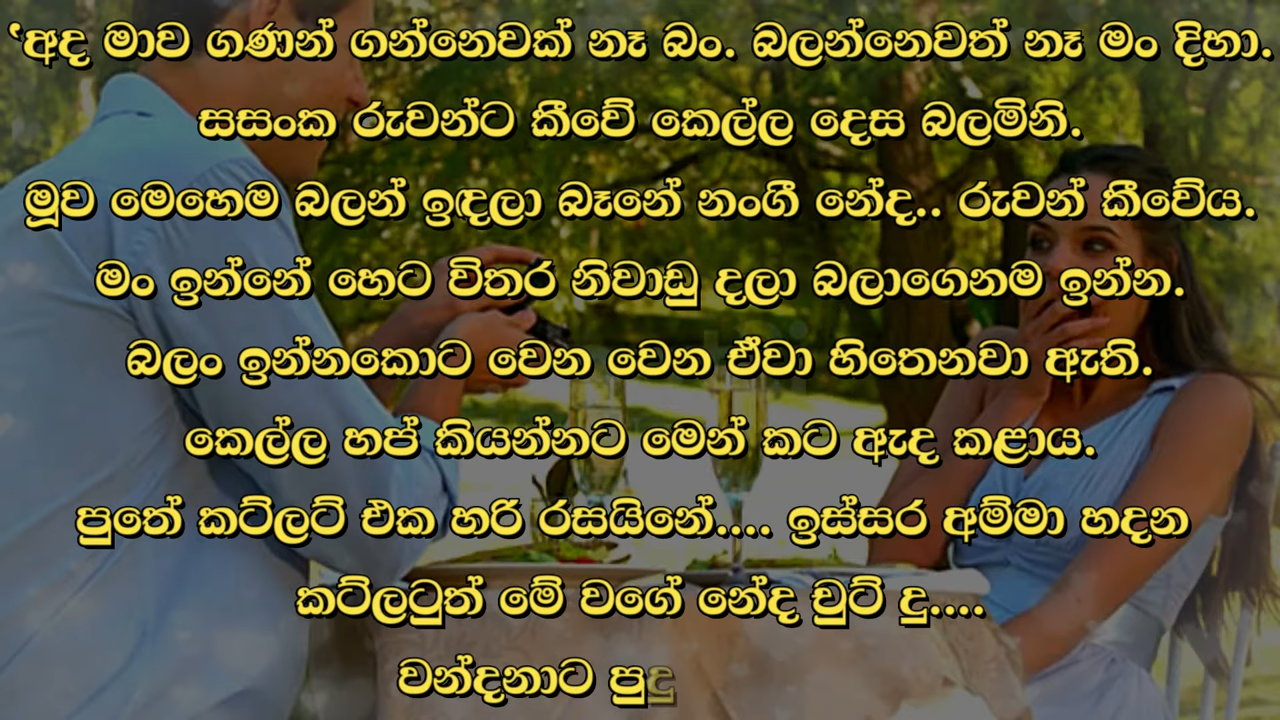 ‛අද මාව ගණන් ගන්නෙවක් නෑ බං. බලන්නෙවත් නෑ මං දිහා.
සසංක රුවන්ට කීවේ කෙල්ල දෙස බලමිනි.
මූව මෙහෙම බලන් ඉඳලා බෑනේ නංගී නේද.. රුවන් කීවේය.
මං ඉන්නේ හෙට විතර නිවාඩු දලා බලාගෙනම ඉන්න.
බලං ඉන්නකොට වෙන වෙන ඒවා හිතෙනවා ඇති.
කෙල්ල හප් කියන්නට මෙන් කට ඇද කළාය.
පුතේ කට්ලට් එක හරි රසයිනේ.... ඉස්සර අම්මා හදන
කට්ලටුත් මේ වගේ නේද චුට් දූ....
වන්දනාට පුදු